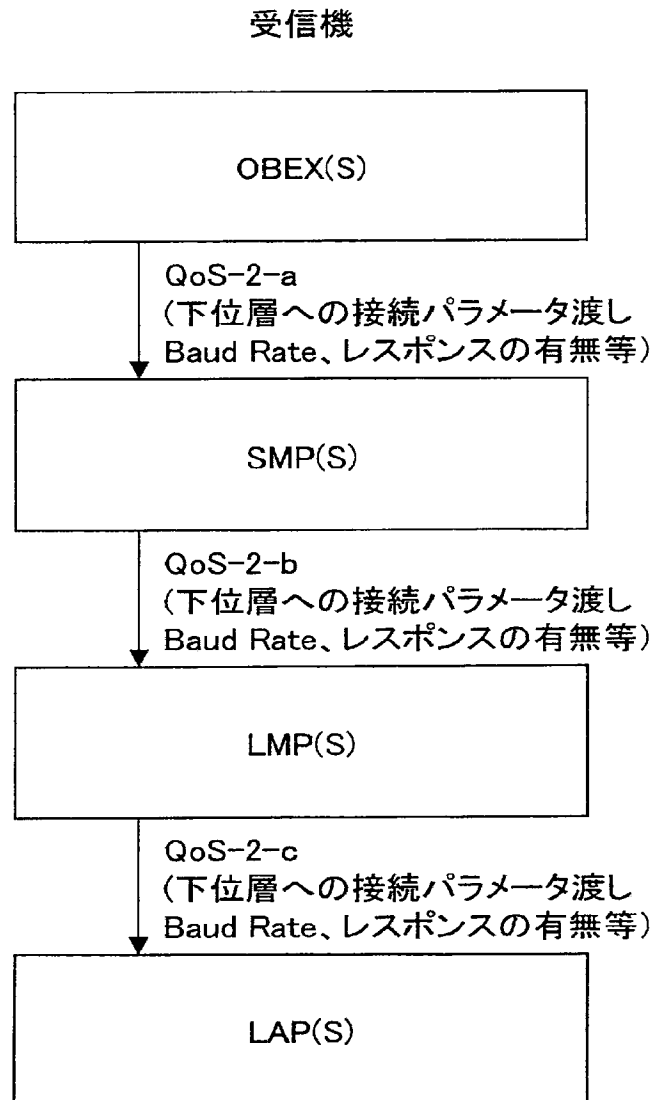 受信機
OBEX(S)
QoS-2-a
(下位層への接続パラメータ渡し
Baud Rate、レスポンスの有無等)
SMP(S)
QoS-2-b
(下位層への接続パラメータ渡し
Baud Rate、レスポンスの有無等)
LMP(S)
QoS-2-c
(下位層への接続パラメータ渡し
Baud Rate、レスポンスの有無等)
LAP(S)